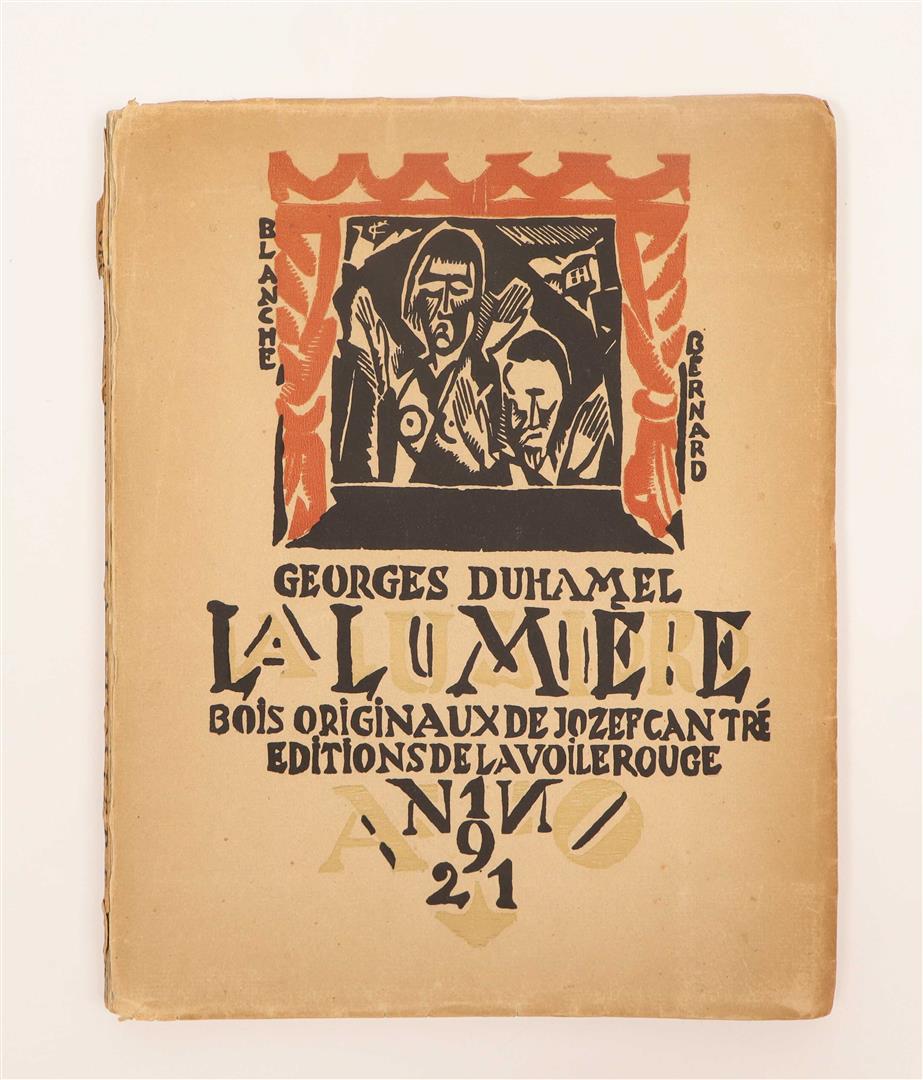 BLANCHE
BERNARD
GEORGES DUHAMEL
LA LUMIÈRE
BOIS ORIGINAUX DE JOZEF CANTRÉ
EDITIONS DE LA VOILE ROUGE
ANNO
1921